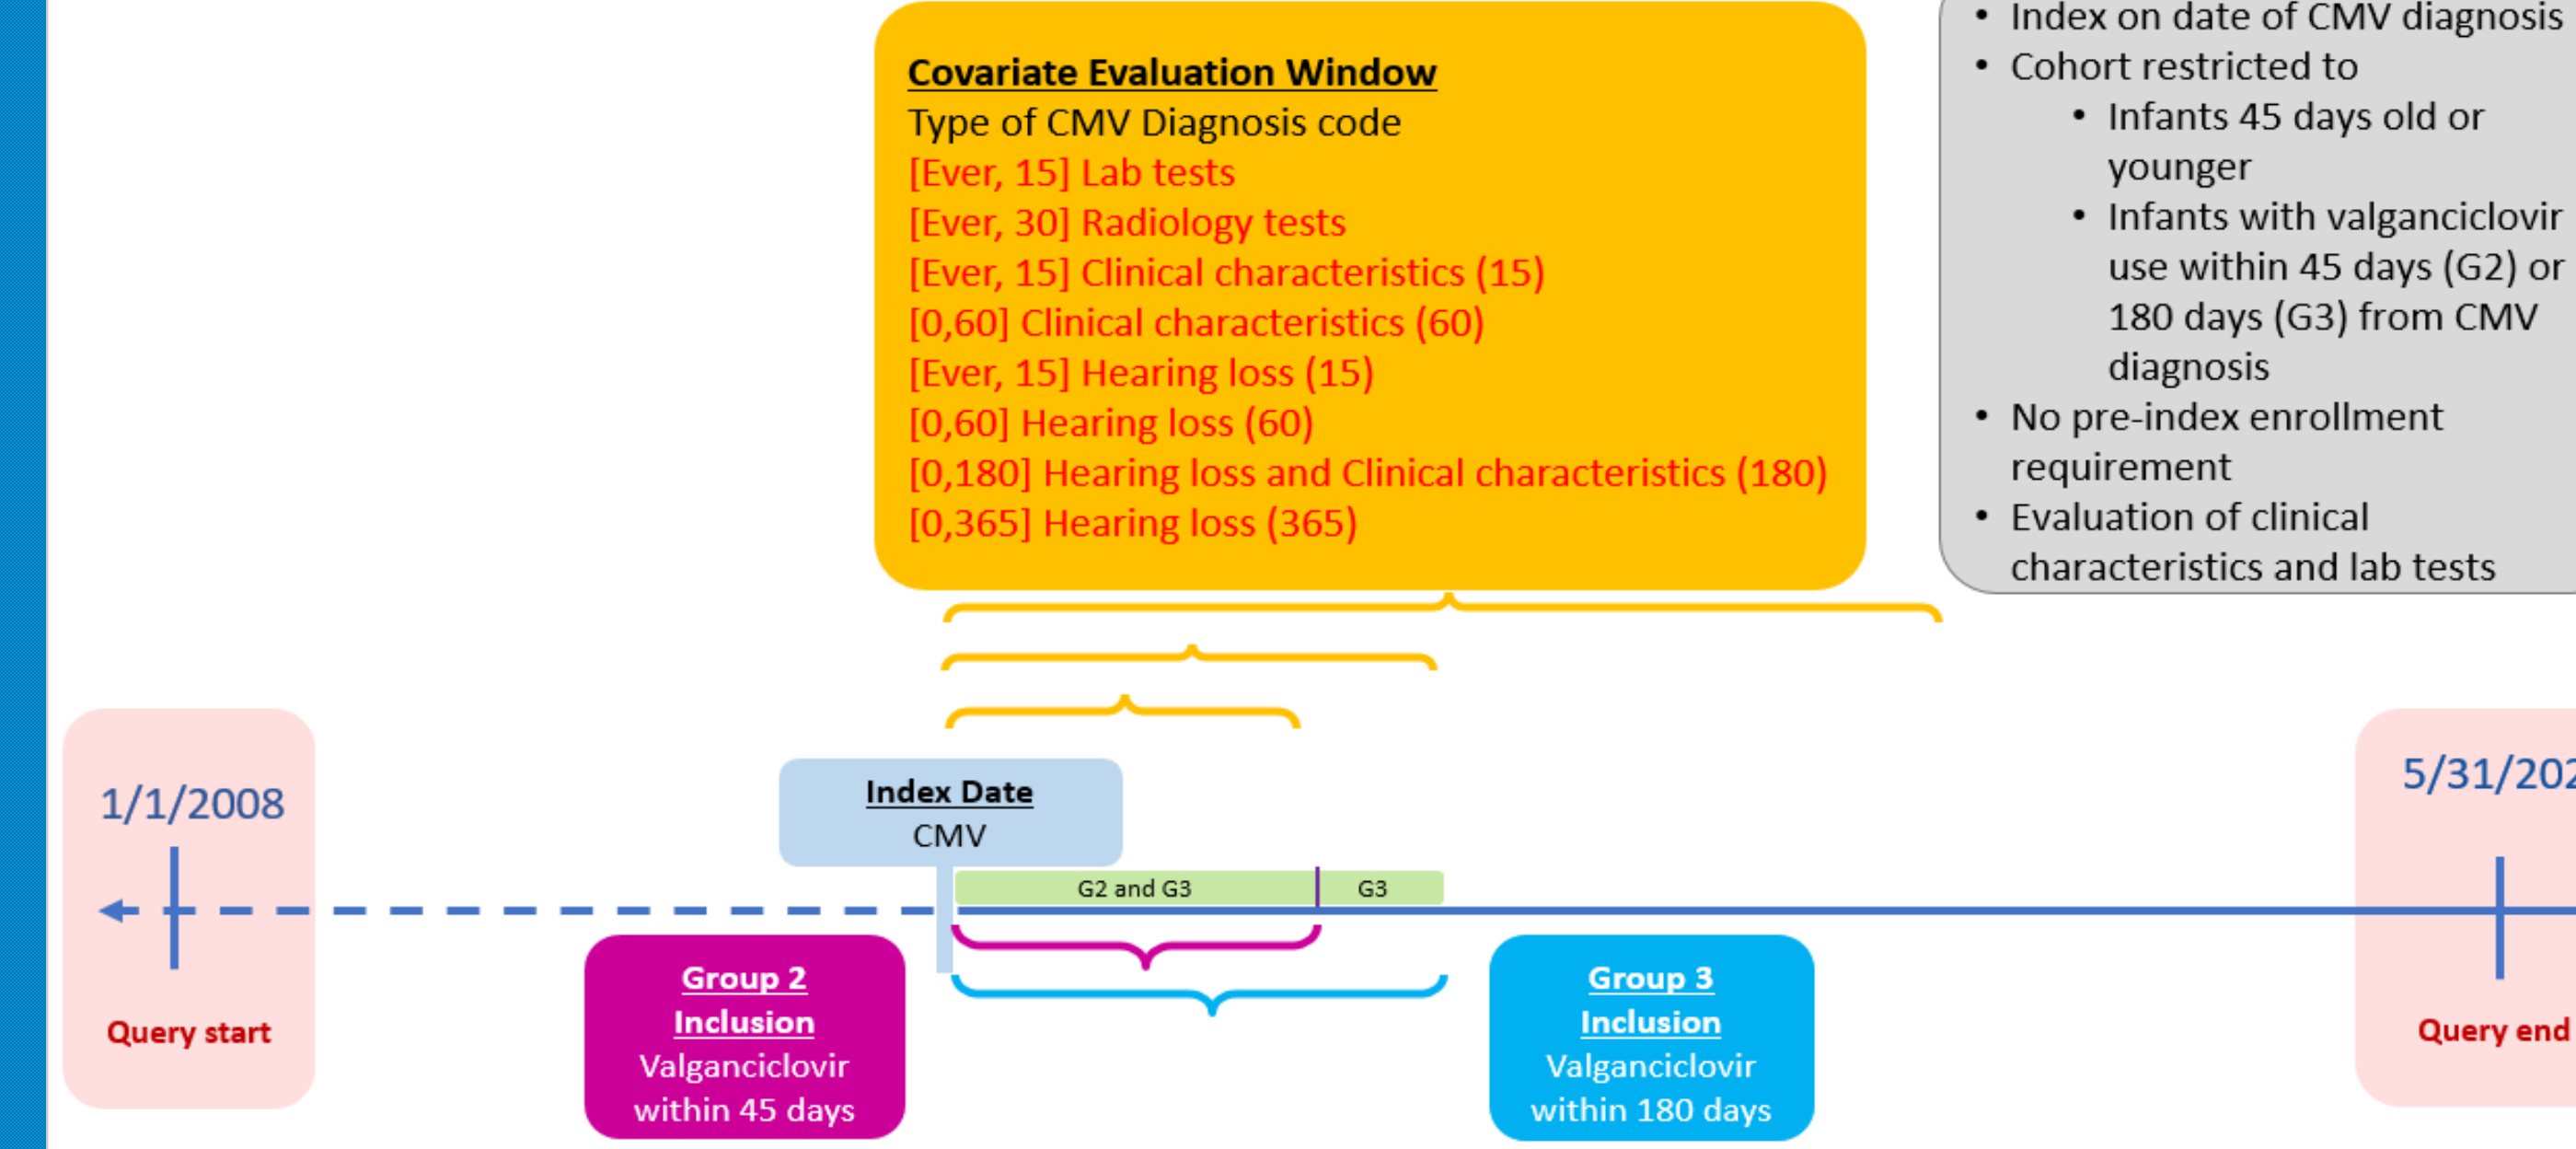 Covariate Evaluation Window
Type of CMV Diagnosis code
[Ever, 15] Lab tests
[Ever, 30] Radiology tests
[Ever, 15] Clinical characteristics (15)
[0,60] Clinical characteristics (60)
[Ever, 15] Hearing loss (15)
[0,60] Hearing loss (60)
[0,180] Hearing loss and Clinical characteristics (180)
[0,365] Hearing loss (365)
• Index on date of CMV diagnosis
• Cohort restricted to
• Infants 45 days old or
younger
• Infants with valganciclovir
use within 45 days (G2) or
180 days (G3) from CMV
diagnosis
• No pre-index enrollment
requirement
• Evaluation of clinical
characteristics and lab tests
1/1/2008
Query start
Index Date
CMV
G2 and G3
G3
Group 2
Inclusion
Valganciclovir
within 45 days
Group 3
Inclusion
Valganciclovir
within 180 days
5/31/202
Query end